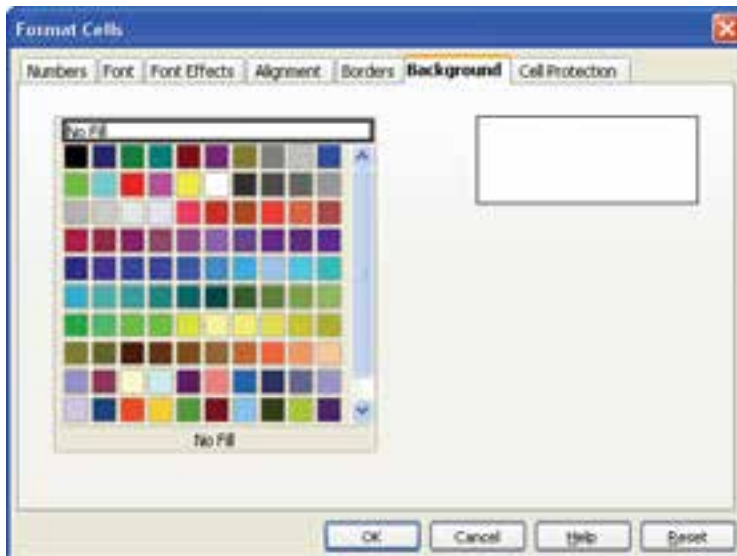 Format Cells
Numbers Font Font Effects Alignment Borders Background Cell Protection
No Fill
No Fill
OK Cancel Help Reset